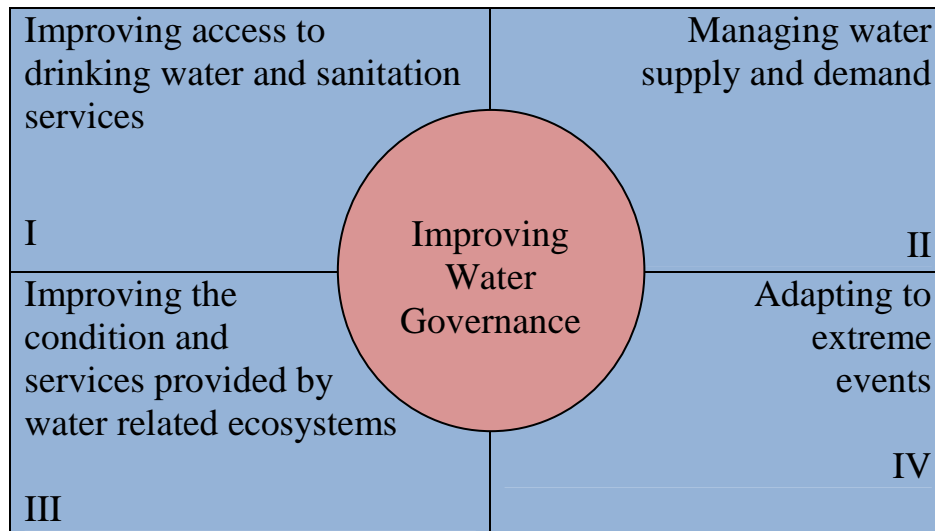 Improving access to
drinking water and sanitation
services
I
Managing water
supply and demand
II
Improving
Water
Governance
Improving the
condition and
services provided by
water related ecosystems
III
Adapting to
extreme
events
IV